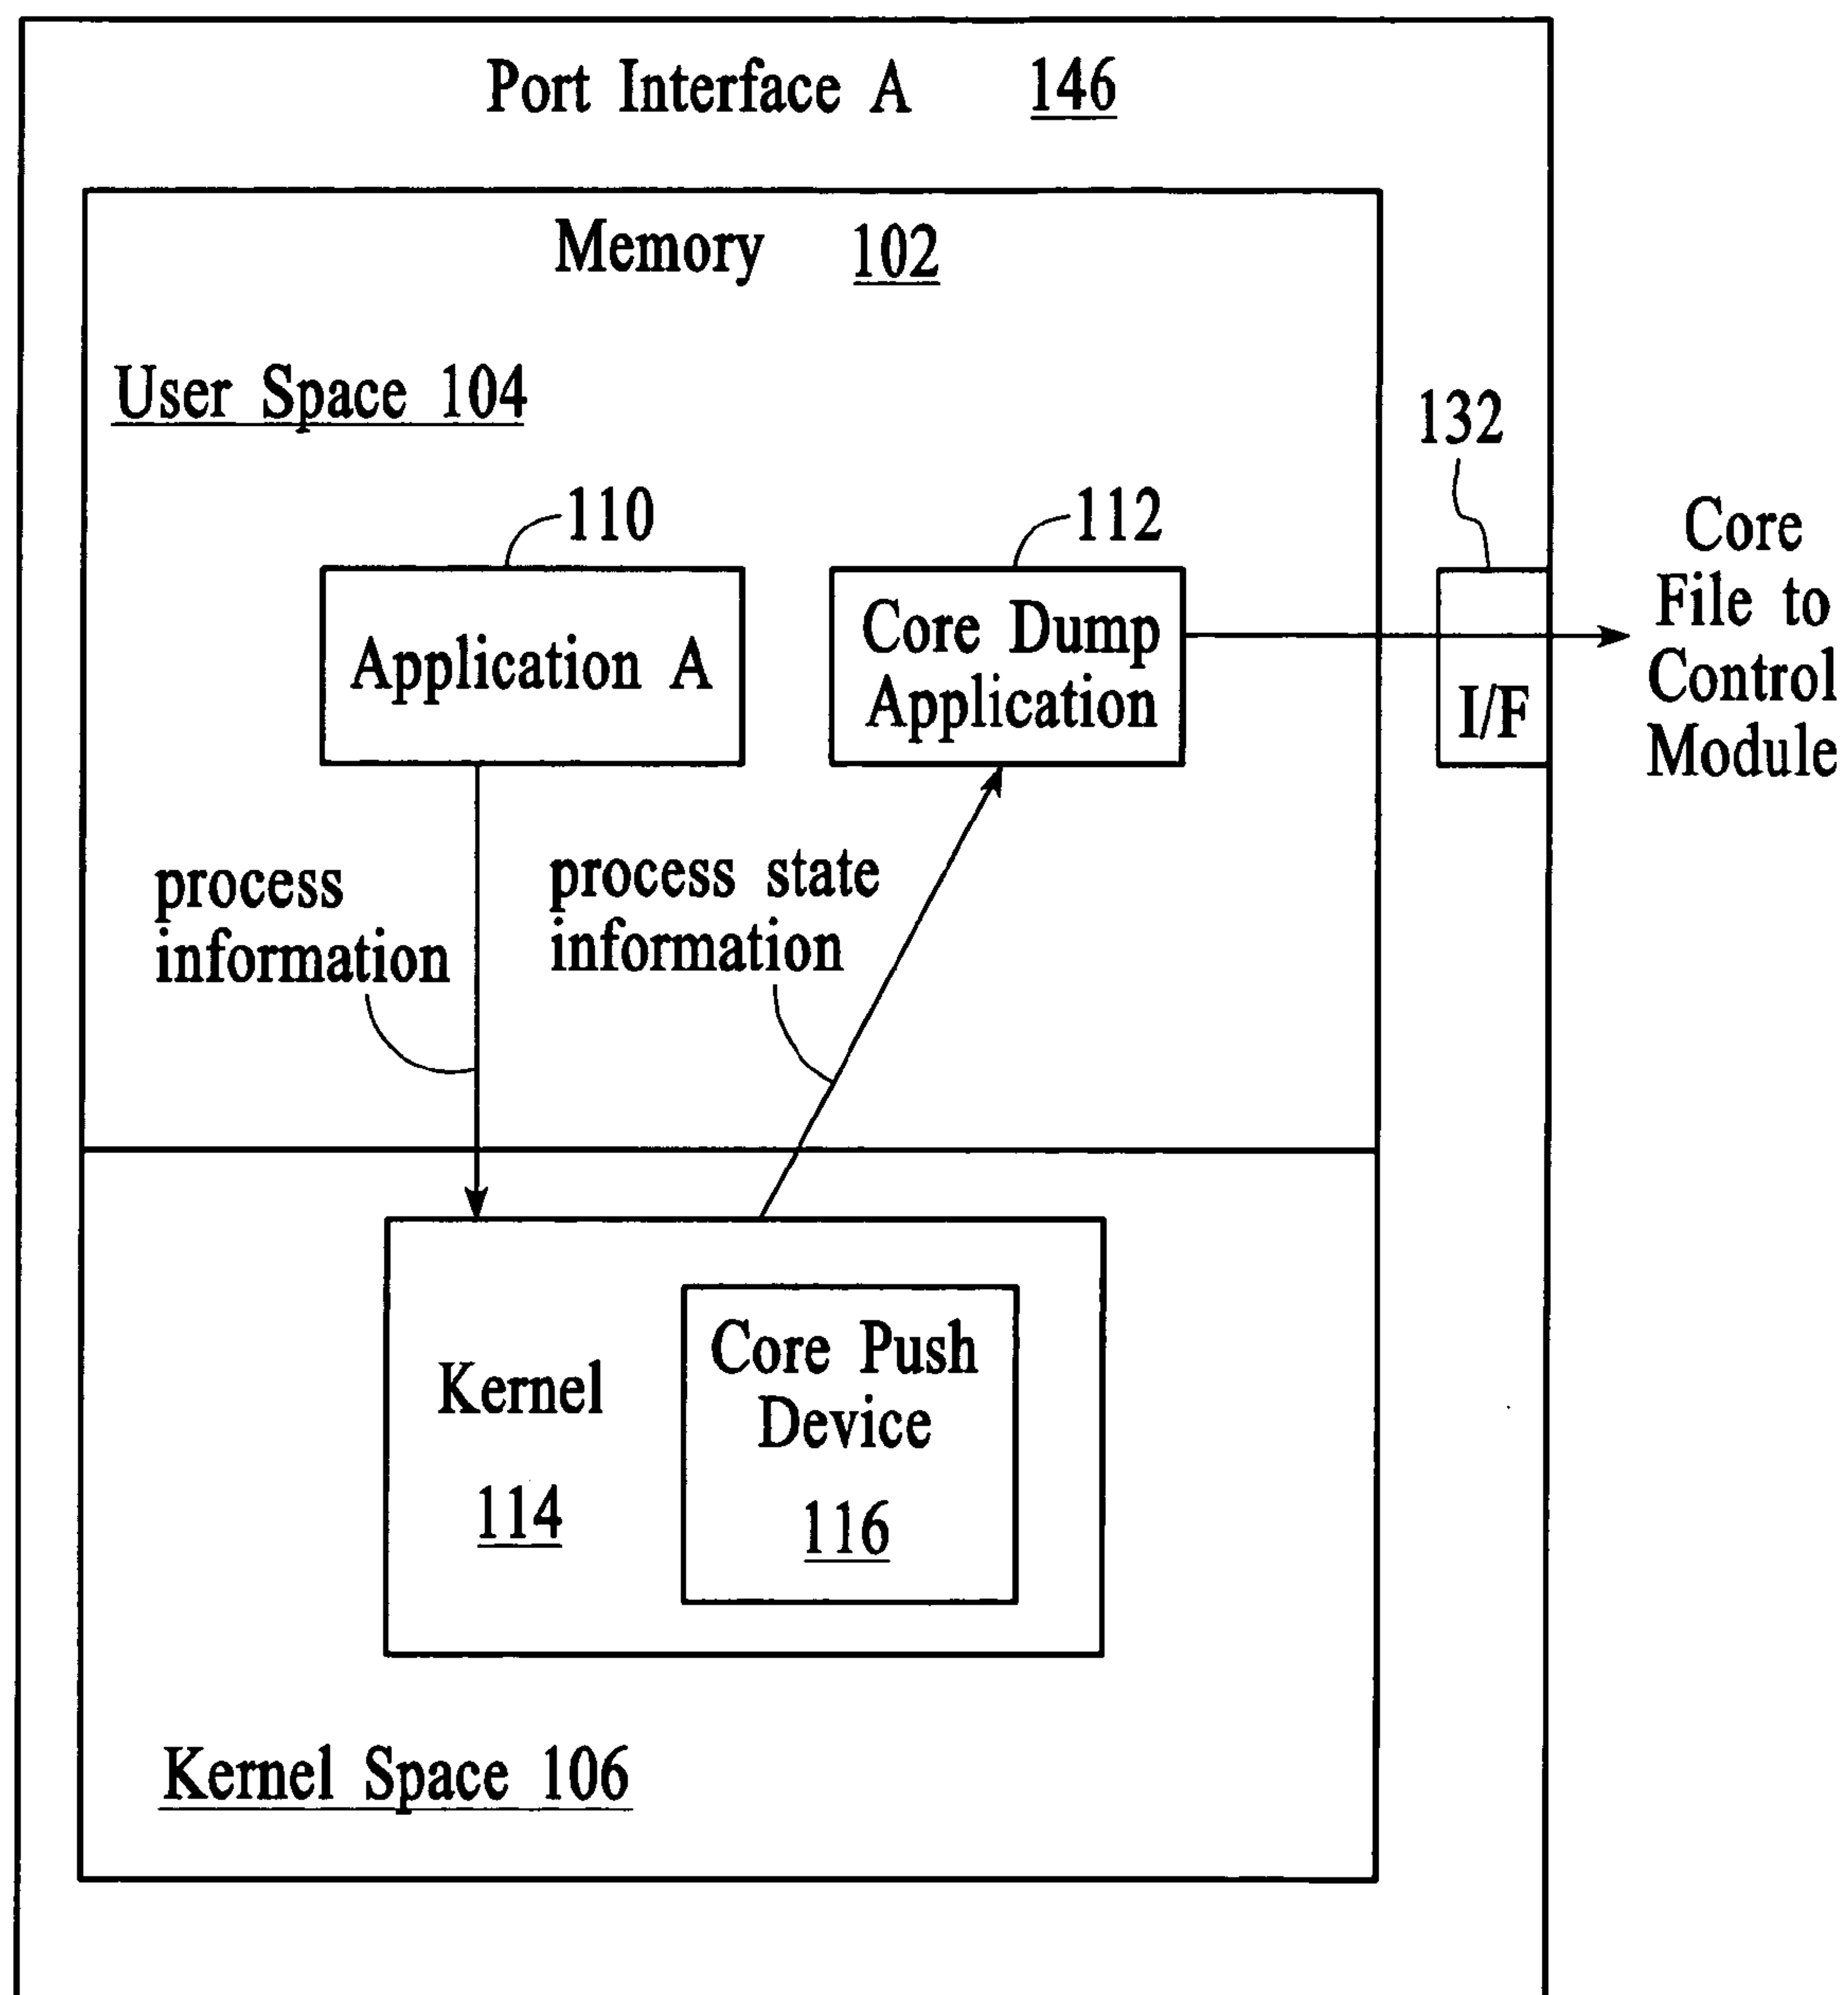 Port Interface A 146
Memory 102
User Space 104
132
110
112
Application A
Core Dump
Application
I/F
Core
File to
Control
Module
process
information
process state
information
Kernel
114
Core Push
Device
116
Kernel Space 106